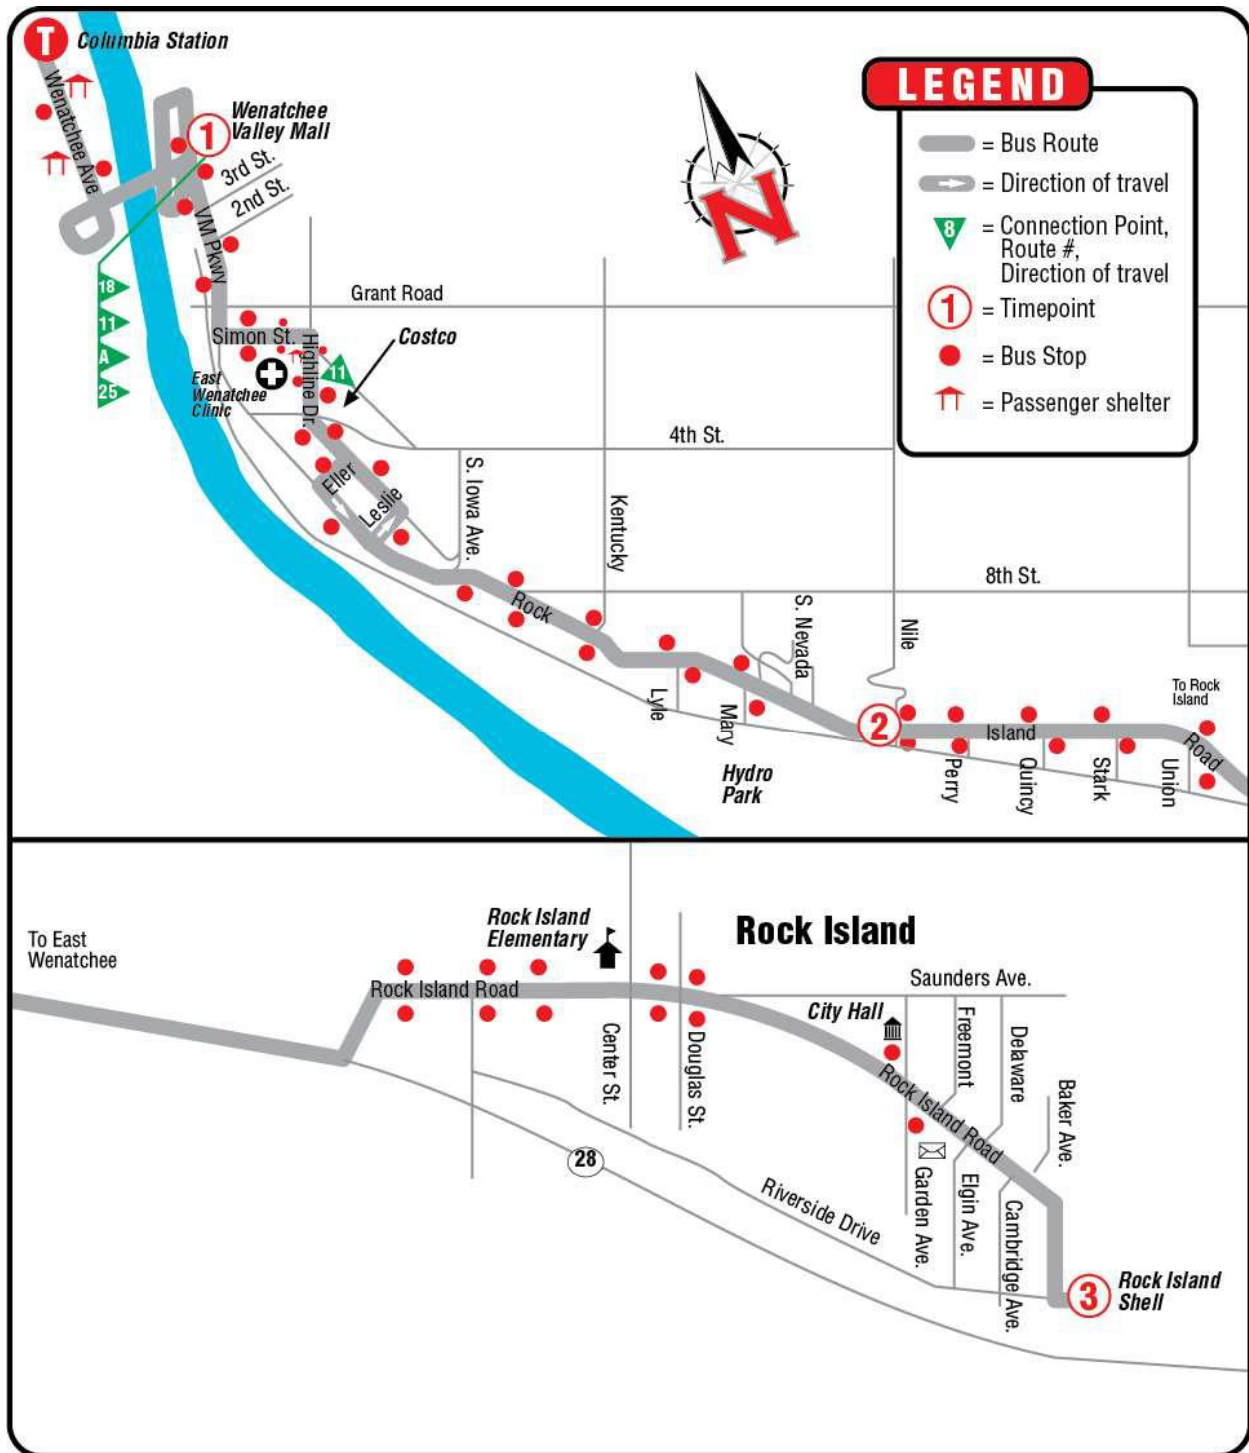 T
Columbia Station
Wenatchee Ave.
1
Wenatchee
Valley Mall
3rd St.
2nd St.
VM Pkwy
18
11
A
25
N
LEGEND
= Bus Route
= Direction of travel
8
= Connection Point,
Route #,
Direction of travel
1
= Timepoint
= Bus Stop
= Passenger shelter
Grant Road
Simon St.
Highline Dr.
Costco
11
East
Wenatchee
Clinic
4th St.
Eller
Leslie
S. Iowa Ave.
Kentucky
8th St.
Rock
S. Nevada
Nile
Lyle
Mary
2
Island
Road
To Rock
Island
Perry
Quincy
Stark
Union
Hydro
Park
To East
Wenatchee
Rock Island
Elementary
Rock Island
Rock Island Road
Center St.
Douglas St.
Saunders Ave.
City Hall
Freemont
Delaware
Baker Ave.
Rock Island Road
28
Riverside Drive
Garden Ave.
Elgin Ave.
Cambridge Ave.
3
Rock Island
Shell